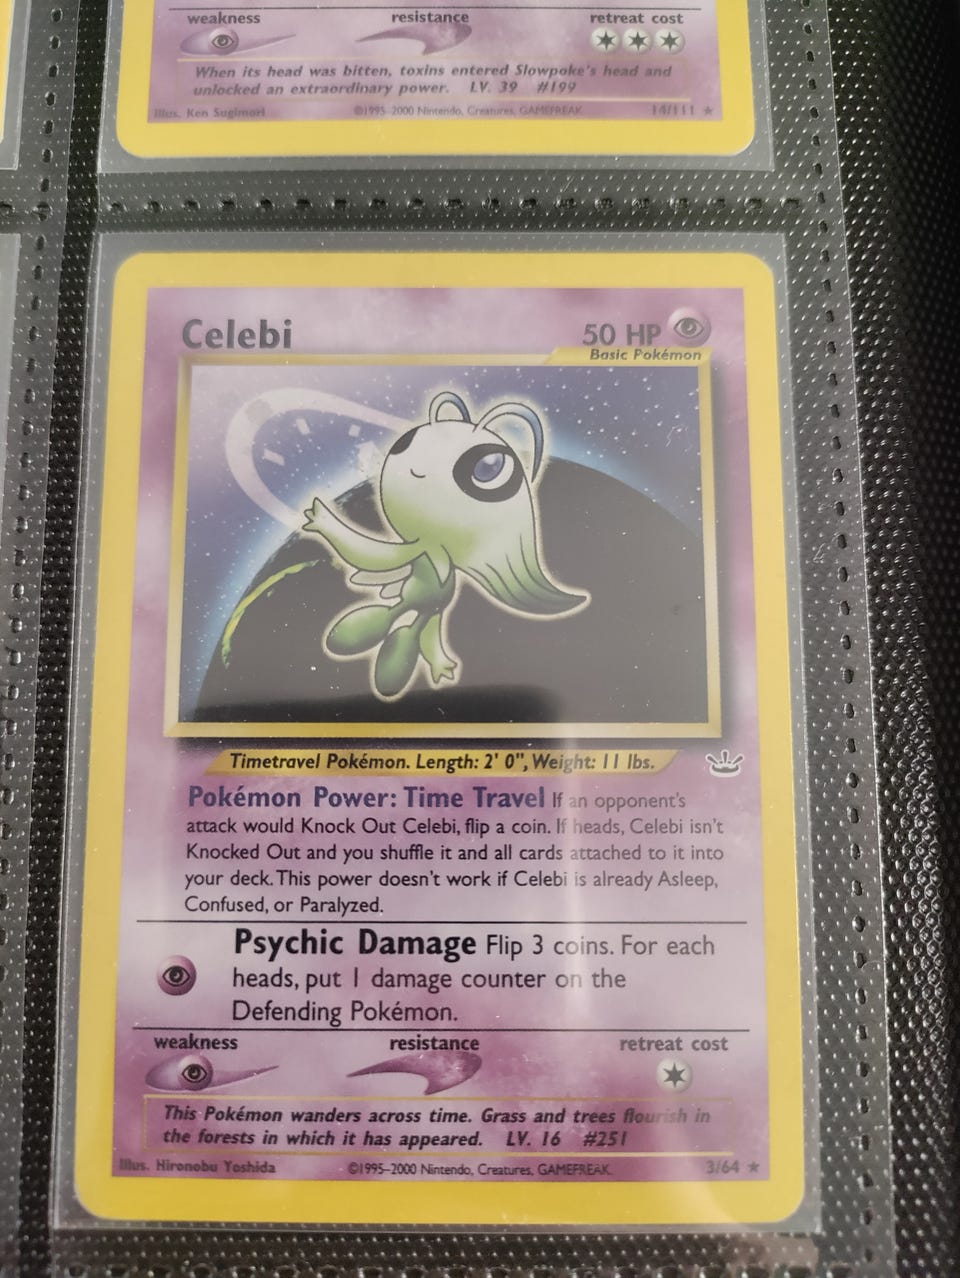 weakness resistance retreat cost
When its head was bitten, toxins entered Slowpoke's head and
unlocked an extraordinary power. LV. 39 #199
Illus. Ken Sugimori ©1995-2000 Nintendo, Creatures, GAMEFREAK 14/111 ★
Celebi 50 HP
Basic Pokémon
Timetravel Pokémon. Length: 2' 0", Weight: 11 lbs.
Pokémon Power: Time Travel If an opponent's
attack would Knock Out Celebi, flip a coin. If heads, Celebi isn't
Knocked Out and you shuffle it and all cards attached to it into
your deck. This power doesn't work if Celebi is already Asleep,
Confused, or Paralyzed.
Psychic Damage Flip 3 coins. For each
heads, put 1 damage counter on the
Defending Pokémon.
weakness resistance retreat cost
This Pokémon wanders across time. Grass and trees flourish in
the forests in which it has appeared. LV. 16 #251
Illus. Hironobu Yoshida ©1995-2000 Nintendo, Creatures, GAMEFREAK. 3/64 ★